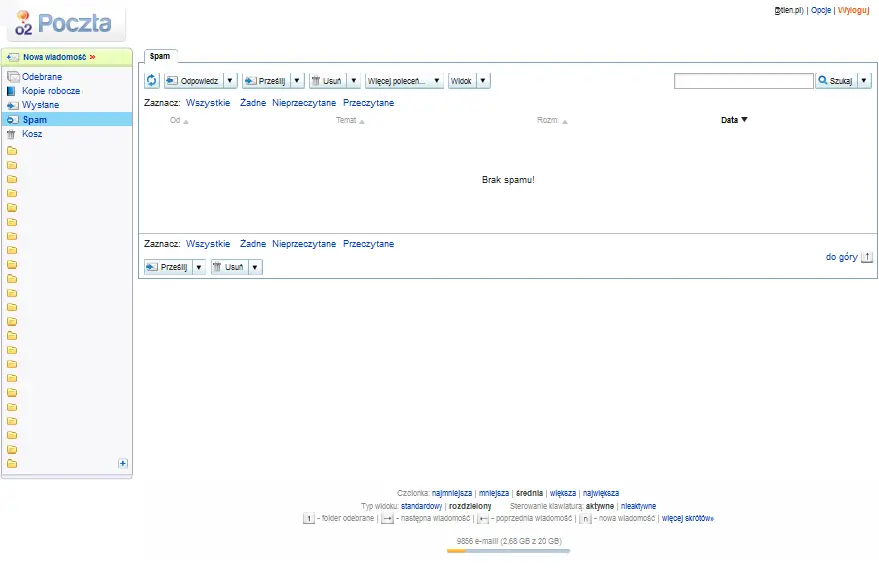 o2 Poczta
@tlen.pl) | Opcje | Wyloguj
Nowa wiadomość »
Odebrane
Kopie robocze
Wysłane
Spam
Kosz
Spam
Odpowiedz Prześlij Usuń Więcej poleceń... Widok Szukaj
Zaznacz: Wszystkie Żadne Nieprzeczytane Przeczytane
Od Temat Rozm. Data
Brak spamu!
Zaznacz: Wszystkie Żadne Nieprzeczytane Przeczytane
do góry ↑
Prześlij Usuń
Czcionka: najmniejsza | mniejsza | średnia | większa | największa
Typ widoku: standardowy | rozdzielony Sterowanie klawiaturą: aktywne | nieaktywne
↑ - folder odebrane | → - następna wiadomość | ← - poprzednia wiadomość | n - nowa wiadomość | więcej skrótów»
9856 e-maili (2.68 GB z 20 GB)